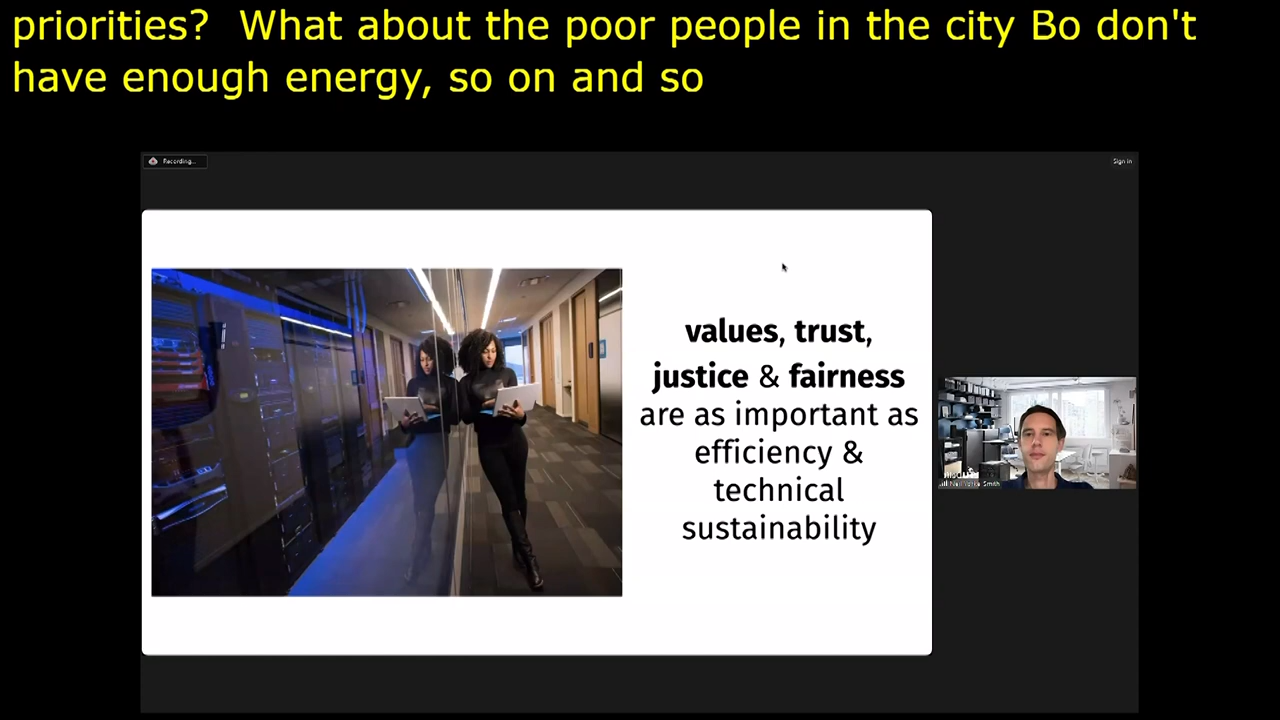 priorities?  What about the poor people in the city Bo don't
have enough energy, so on and so
Recording...
Sign in
values, trust,
justice & fairness
are as important as
efficiency &
technical
sustainability
Smith